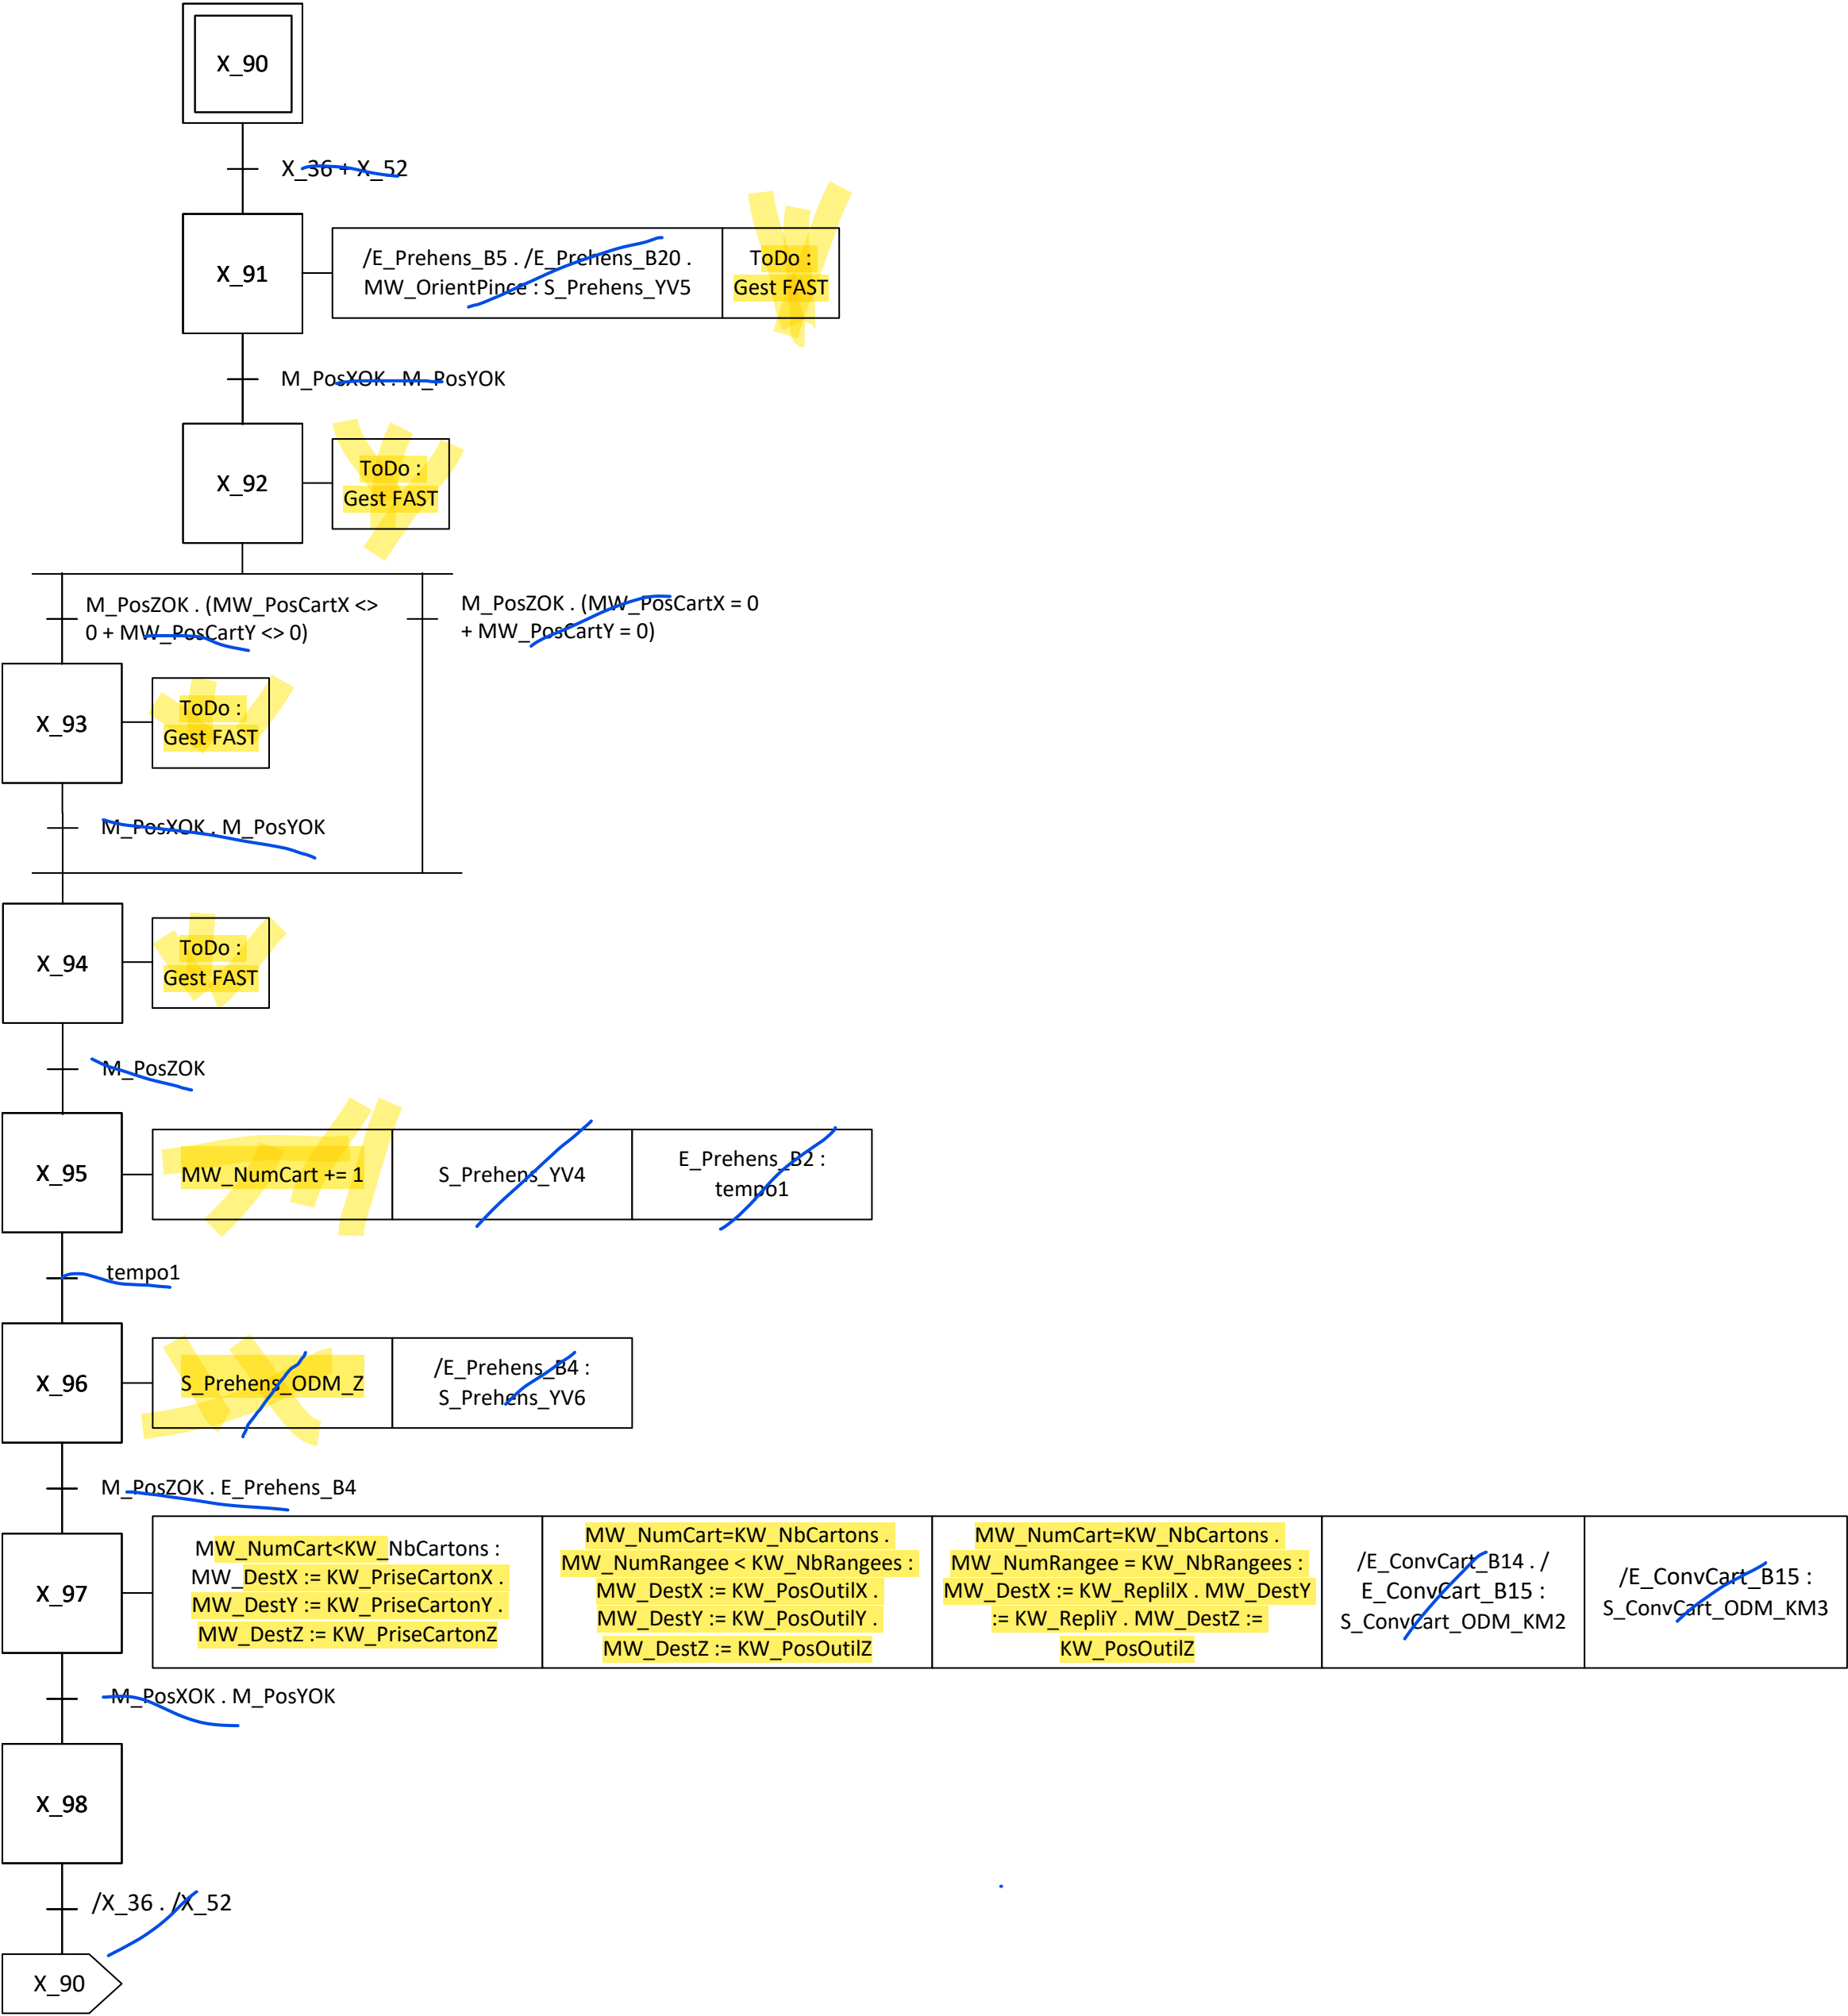 X_90
X_36 + X_52
X_91
/E_Prehens_B5 . /E_Prehens_B20 .
MW_OrientPince : S_Prehens_YV5
ToDo :
Gest FAST
M_PosXOK . M_PosYOK
X_92
ToDo :
Gest FAST
M_PosZOK . (MW_PosCartX <>
0 + MW_PosCartY <> 0)
M_PosZOK . (MW_PosCartX = 0
+ MW_PosCartY = 0)
X_93
ToDo :
Gest FAST
M_PosXOK . M_PosYOK
X_94
ToDo :
Gest FAST
M_PosZOK
X_95
MW_NumCart += 1
S_Prehens_YV4
E_Prehens_B2 :
tempo1
tempo1
X_96
S_Prehens_ODM_Z
/E_Prehens_B4 :
S_Prehens_YV6
M_PosZOK . E_Prehens_B4
X_97
MW_NumCart<KW_NbCartons :
MW_DestX := KW_PriseCartonX .
MW_DestY := KW_PriseCartonY .
MW_DestZ := KW_PriseCartonZ
MW_NumCart=KW_NbCartons .
MW_NumRangee < KW_NbRangees :
MW_DestX := KW_PosOutilX .
MW_DestY := KW_PosOutilY .
MW_DestZ := KW_PosOutilZ
MW_NumCart=KW_NbCartons .
MW_NumRangee = KW_NbRangees :
MW_DestX := KW_ReplilX . MW_DestY
:= KW_RepliY . MW_DestZ :=
KW_PosOutilZ
/E_ConvCart_B14 . /
E_ConvCart_B15 :
S_ConvCart_ODM_KM2
/E_ConvCart_B15 :
S_ConvCart_ODM_KM3
M_PosXOK . M_PosYOK
X_98
/X_36 . /X_52
X_90